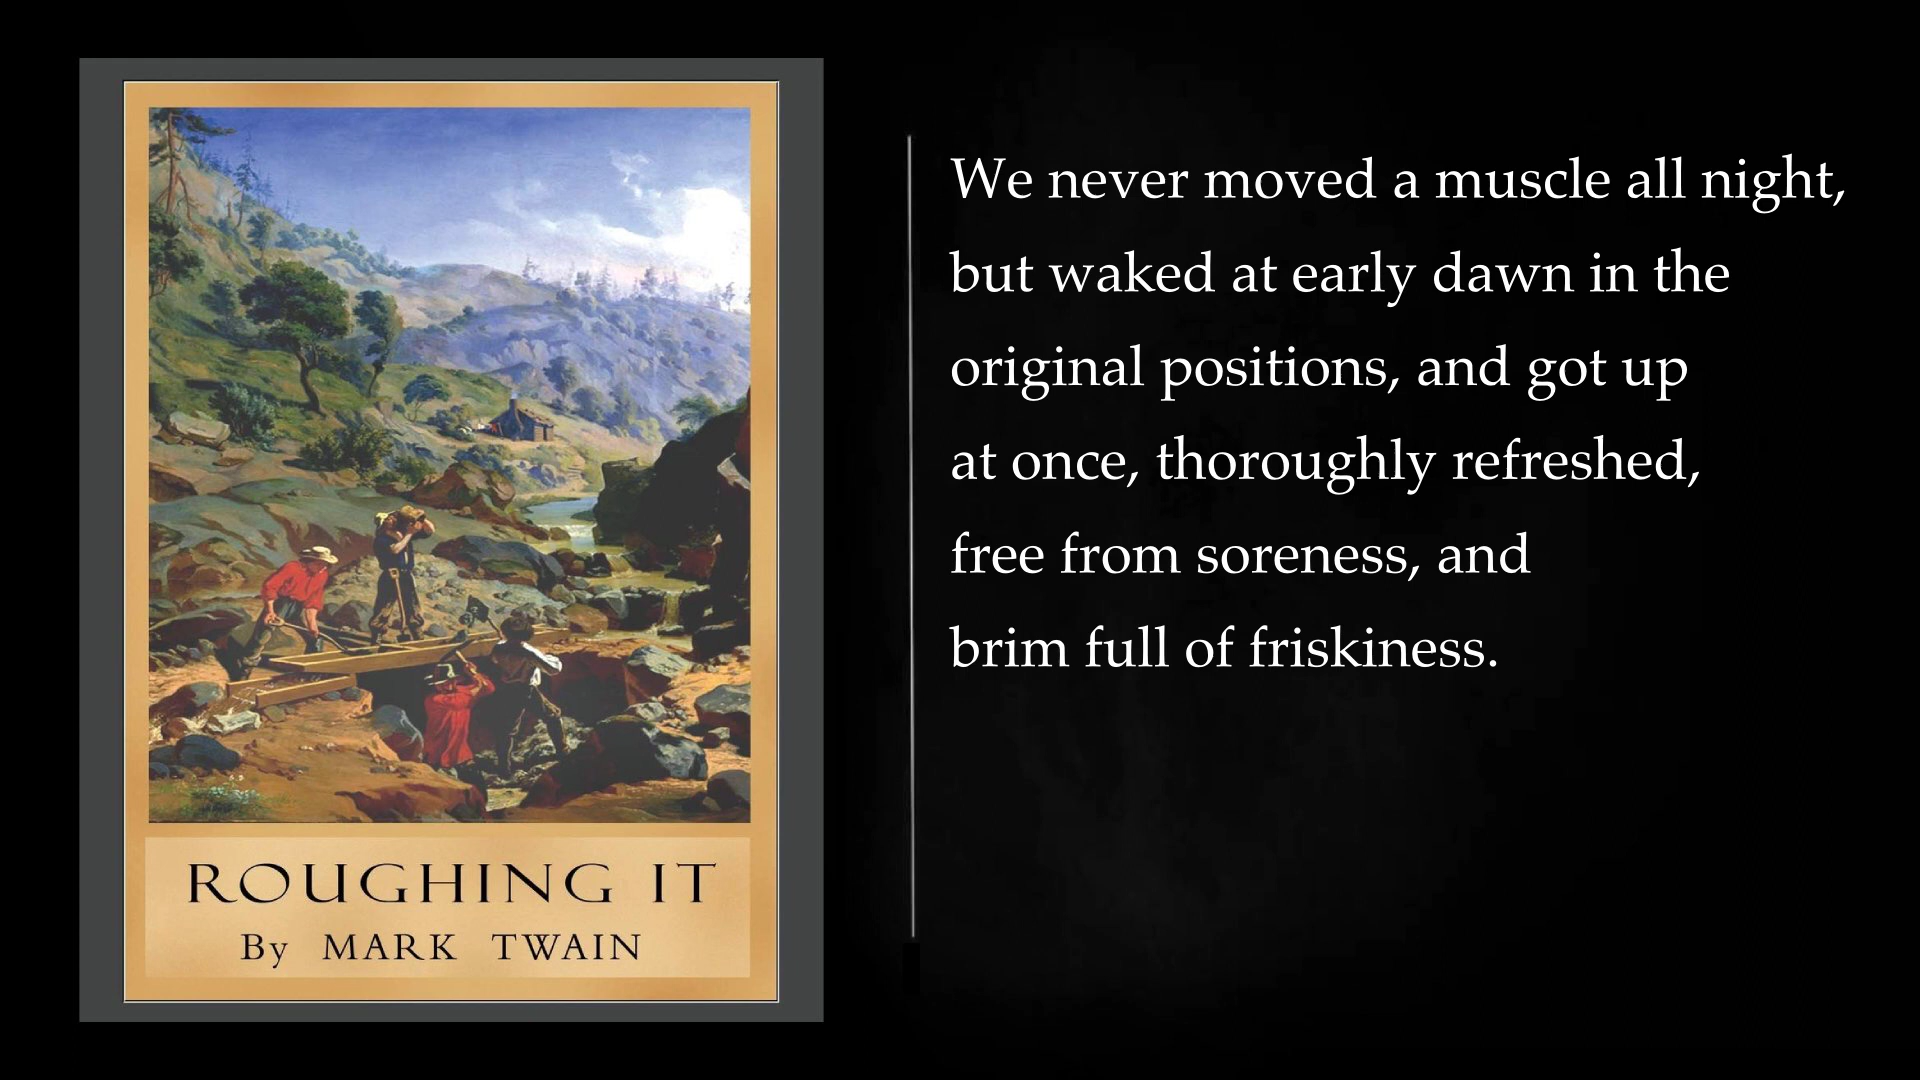 ROUGHING IT
By MARK TWAIN
We never moved a muscle all night,
but waked at early dawn in the
original positions, and got up
at once, thoroughly refreshed,
free from soreness, and
brim full of friskiness.